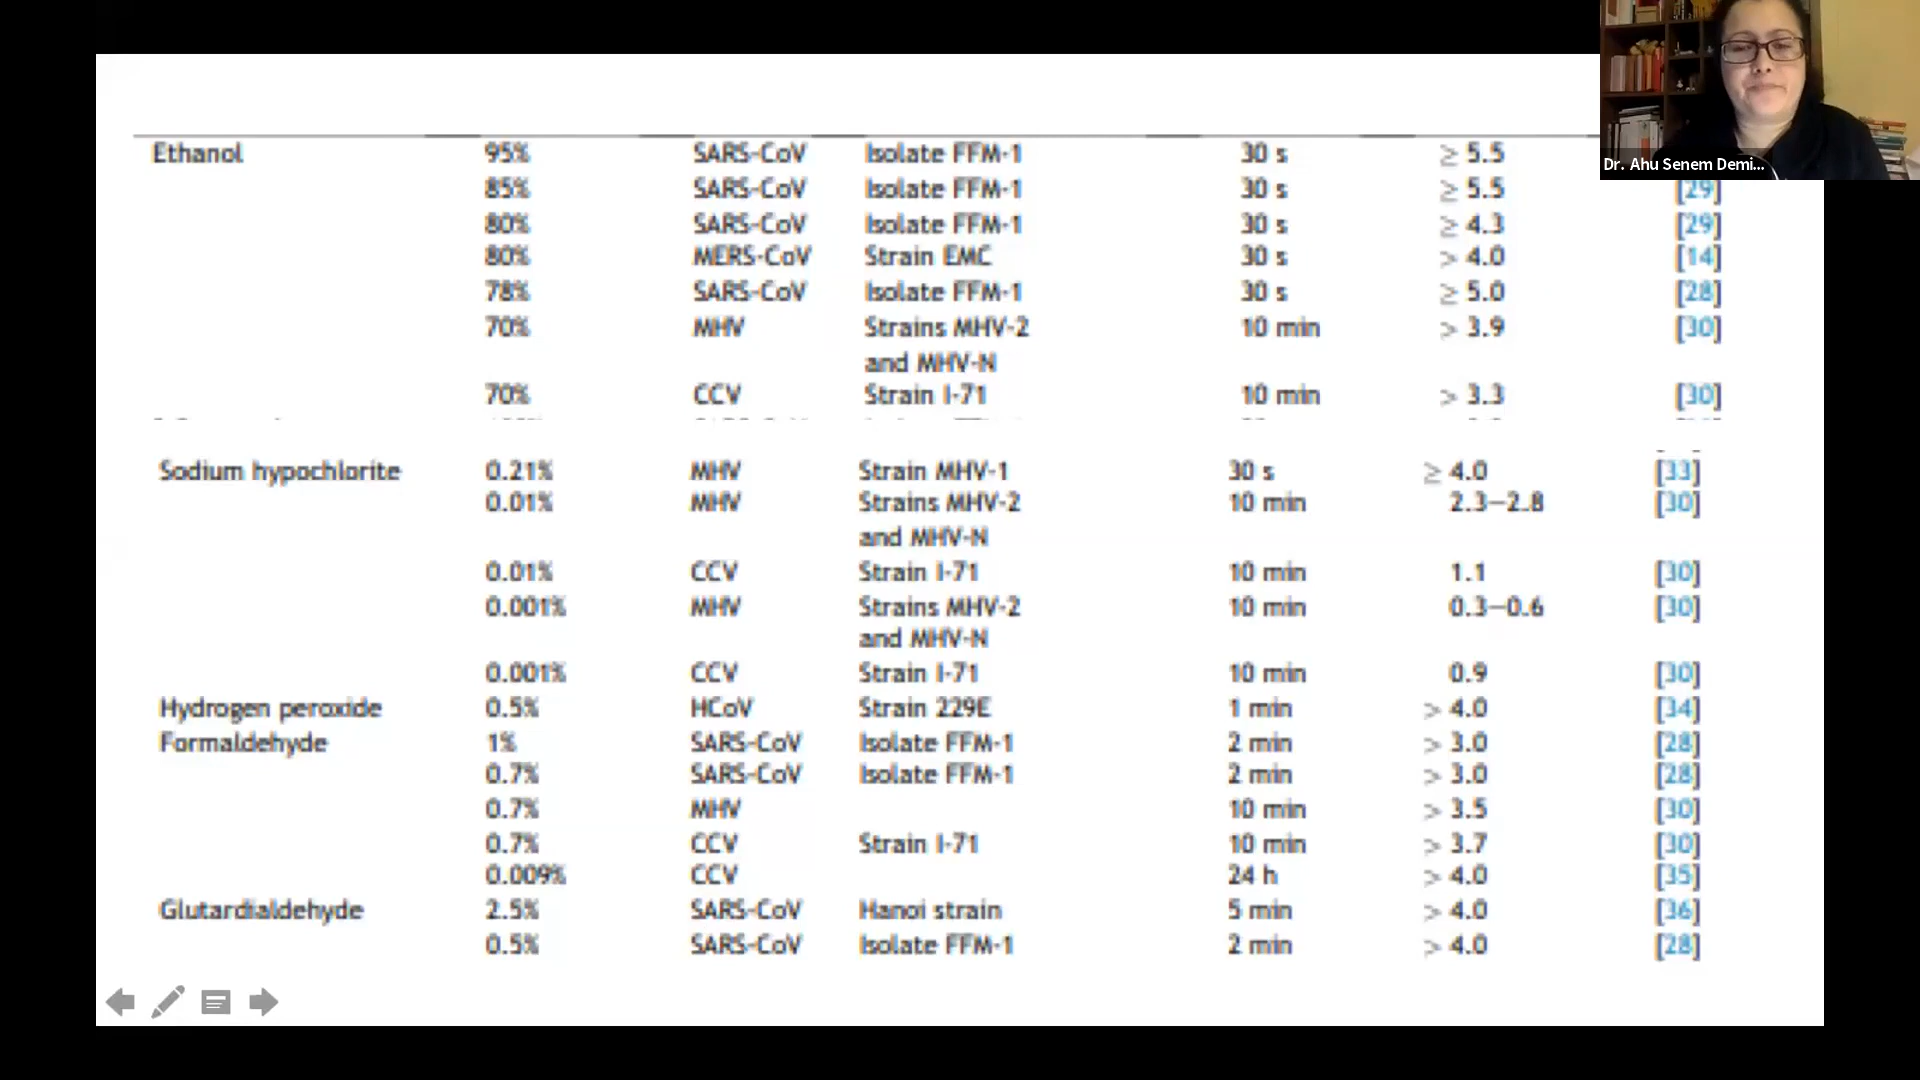 Dr. Ahu Senem Demi...
Ethanol 95% SARS-CoV Isolate FFM-1 30 s ≥ 5.5
85% SARS-CoV Isolate FFM-1 30 s ≥ 5.5 [29]
80% SARS-CoV Isolate FFM-1 30 s ≥ 4.3 [29]
80% MERS-CoV Strain EMC 30 s > 4.0 [14]
78% SARS-CoV Isolate FFM-1 30 s ≥ 5.0 [28]
70% MHV Strains MHV-2 10 min > 3.9 [30]
and MHV-N
70% CCV Strain I-71 10 min > 3.3 [30]
Sodium hypochlorite 0.21% MHV Strain MHV-1 30 s ≥ 4.0 [33]
0.01% MHV Strains MHV-2 10 min 2.3–2.8 [30]
and MHV-N
0.01% CCV Strain I-71 10 min 1.1 [30]
0.001% MHV Strains MHV-2 10 min 0.3–0.6 [30]
and MHV-N
0.001% CCV Strain I-71 10 min 0.9 [30]
Hydrogen peroxide 0.5% HCoV Strain 229E 1 min > 4.0 [34]
Formaldehyde 1% SARS-CoV Isolate FFM-1 2 min > 3.0 [28]
0.7% SARS-CoV Isolate FFM-1 2 min > 3.0 [28]
0.7% MHV 10 min > 3.5 [30]
0.7% CCV Strain I-71 10 min > 3.7 [30]
0.009% CCV 24 h > 4.0 [35]
Glutardialdehyde 2.5% SARS-CoV Hanoi strain 5 min > 4.0 [36]
0.5% SARS-CoV Isolate FFM-1 2 min > 4.0 [28]